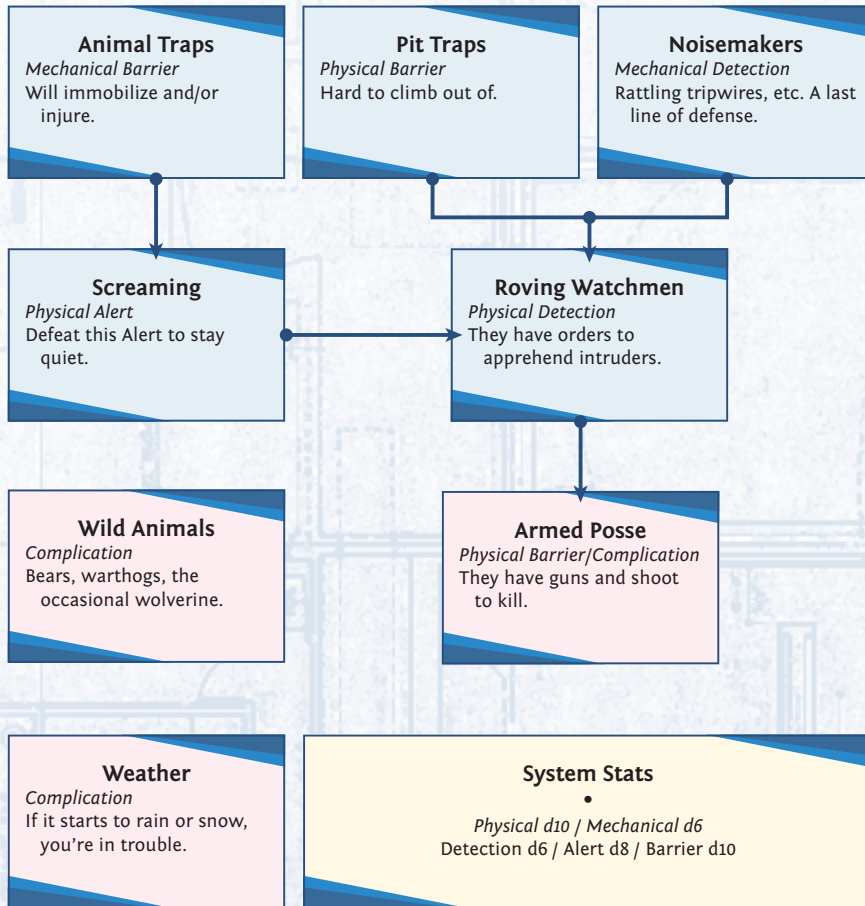 Animal Traps
Mechanical Barrier
Will immobilize and/or
injure.
Pit Traps
Physical Barrier
Hard to climb out of.
Noisemakers
Mechanical Detection
Rattling tripwires, etc. A last
line of defense.
Screaming
Physical Alert
Defeat this Alert to stay
quiet.
Roving Watchmen
Physical Detection
They have orders to
apprehend intruders.
Wild Animals
Complication
Bears, warthogs, the
occasional wolverine.
Armed Posse
Physical Barrier/Complication
They have guns and shoot
to kill.
Weather
Complication
If it starts to rain or snow,
you’re in trouble.
System Stats
•
Physical d10 / Mechanical d6
Detection d6 / Alert d8 / Barrier d10